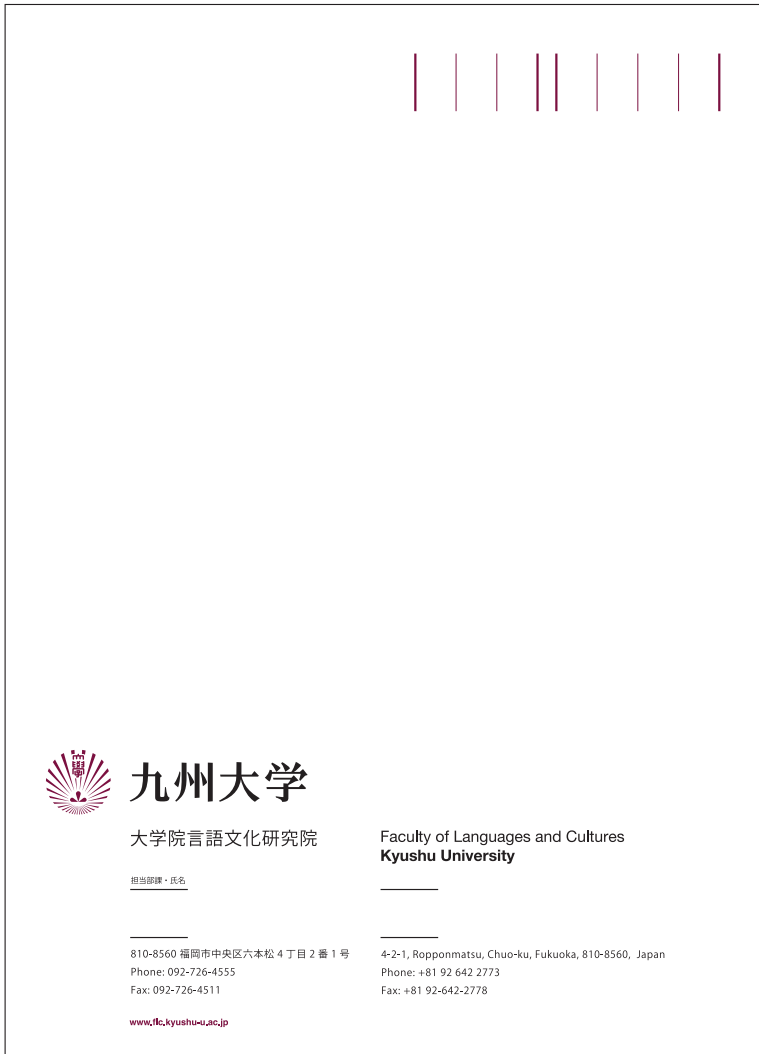 大學
九州大学
大学院言語文化研究院
担当部課・氏名
810-8560 福岡市中央区六本松 4 丁目 2 番 1 号
Phone: 092-726-4555
Fax: 092-726-4511
www.flc.kyushu-u.ac.jp
Faculty of Languages and Cultures
Kyushu University
4-2-1, Ropponmatsu, Chuo-ku, Fukuoka, 810-8560, Japan
Phone: +81 92 642 2773
Fax: +81 92-642-2778